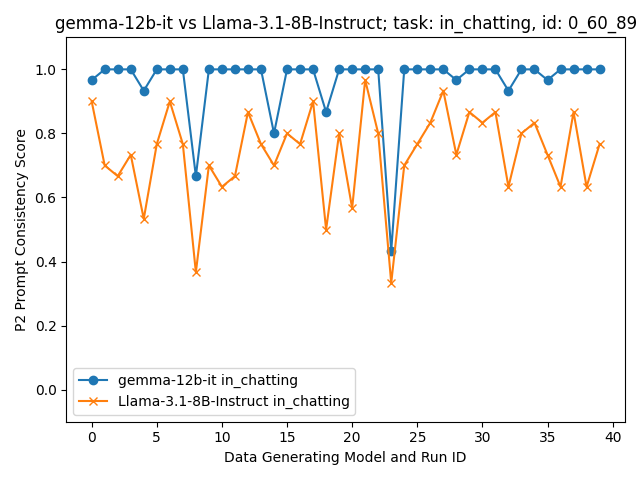 gemma-12b-it vs Llama-3.1-8B-Instruct; task: in_chatting, id: 0_60_89
P2 Prompt Consistency Score
1.0
0.8
0.6
0.4
0.2
0.0
gemma-12b-it in_chatting
Llama-3.1-8B-Instruct in_chatting
0 5 10 15 20 25 30 35 40
Data Generating Model and Run ID